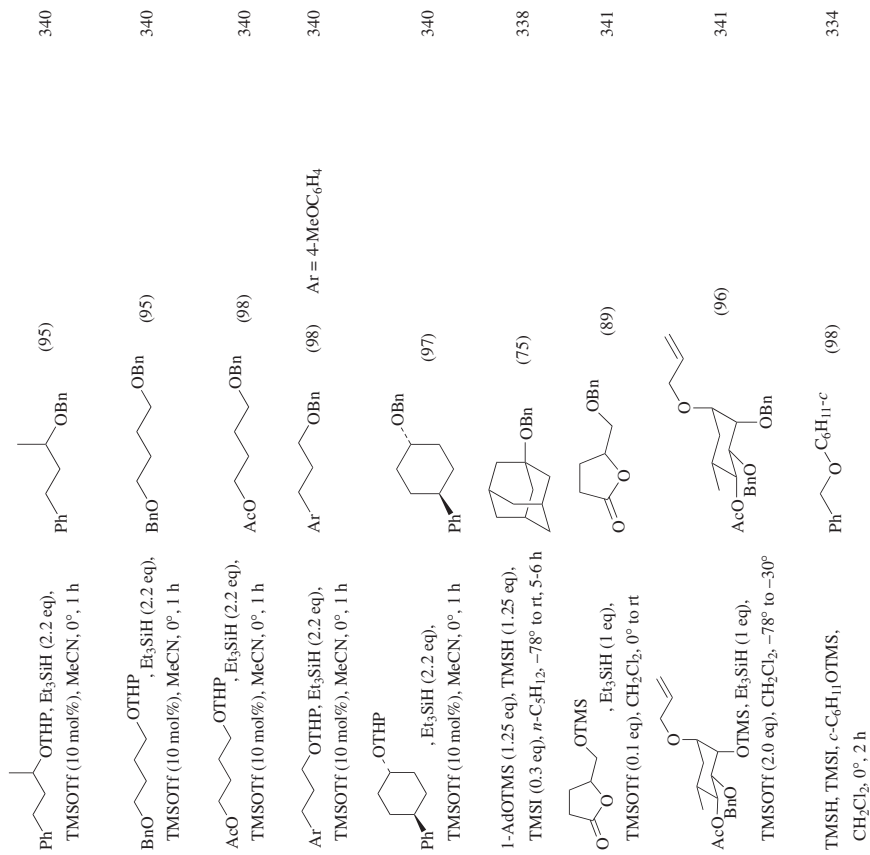 Ph OTHP, Et3SiH (2.2 eq), Ph OBn (95) 340
TMSOTf (10 mol%), MeCN, 0°, 1 h
BnO OTHP , Et3SiH (2.2 eq), BnO OBn (95) 340
TMSOTf (10 mol%), MeCN, 0°, 1 h
AcO OTHP , Et3SiH (2.2 eq), AcO OBn (98) 340
TMSOTf (10 mol%), MeCN, 0°, 1 h
Ar OTHP, Et3SiH (2.2 eq), Ar OBn (98) Ar = 4-MeOC6H4 340
TMSOTf (10 mol%), MeCN, 0°, 1 h
Ph OTHP , Et3SiH (2.2 eq), Ph OBn (97) 340
TMSOTf (10 mol%), MeCN, 0°, 1 h
1-AdOTMS (1.25 eq), TMSH (1.25 eq), OBn (75) 338
TMSI (0.3 eq), n-C5H12, –78° to rt, 5-6 h
O O OTMS , Et3SiH (1 eq), O O OBn (89) 341
TMSOTf (0.1 eq), CH2Cl2, 0° to rt
O AcO BnO OTMS, Et3SiH (1 eq), O AcO BnO OBn (96) 341
TMSOTf (2.0 eq), CH2Cl2, –78° to –30°
TMSH, TMSI, c-C6H11OTMS, Ph O C6H11-c (98) 334
CH2Cl2, 0°, 2 h